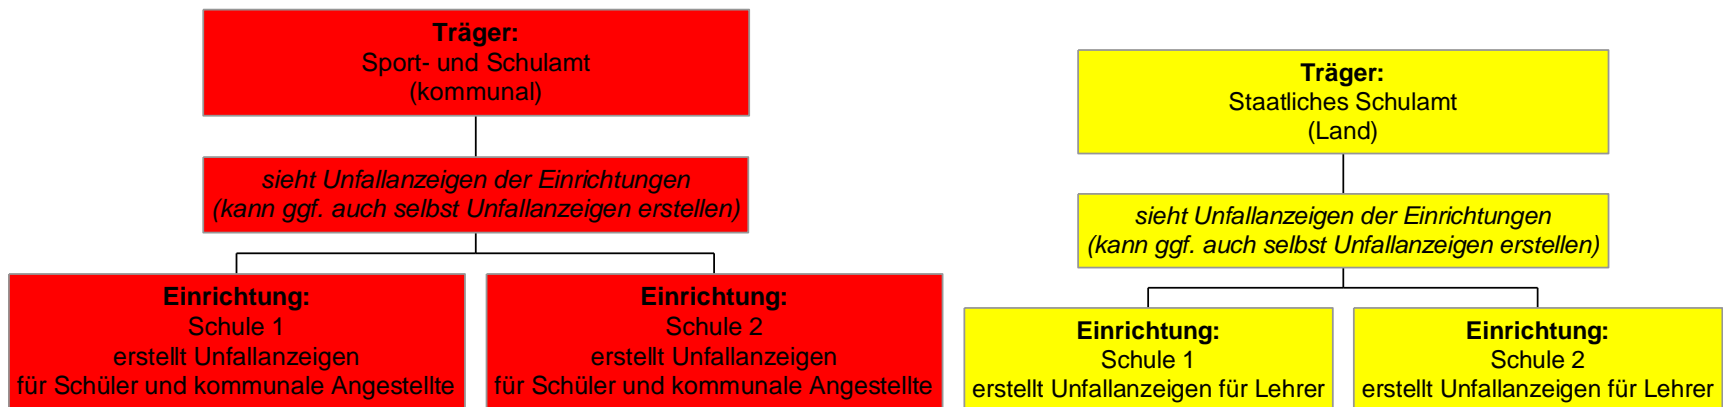 Träger:
Sport- und Schulamt
(kommunal)
sieht Unfallanzeigen der Einrichtungen
(kann ggf. auch selbst Unfallanzeigen erstellen)
Einrichtung:
Schule 1
erstellt Unfallanzeigen
für Schüler und kommunale Angestellte
Einrichtung:
Schule 2
erstellt Unfallanzeigen
für Schüler und kommunale Angestellte
Träger:
Staatliches Schulamt
(Land)
sieht Unfallanzeigen der Einrichtungen
(kann ggf. auch selbst Unfallanzeigen erstellen)
Einrichtung:
Schule 1
erstellt Unfallanzeigen für Lehrer
Einrichtung:
Schule 2
erstellt Unfallanzeigen für Lehrer